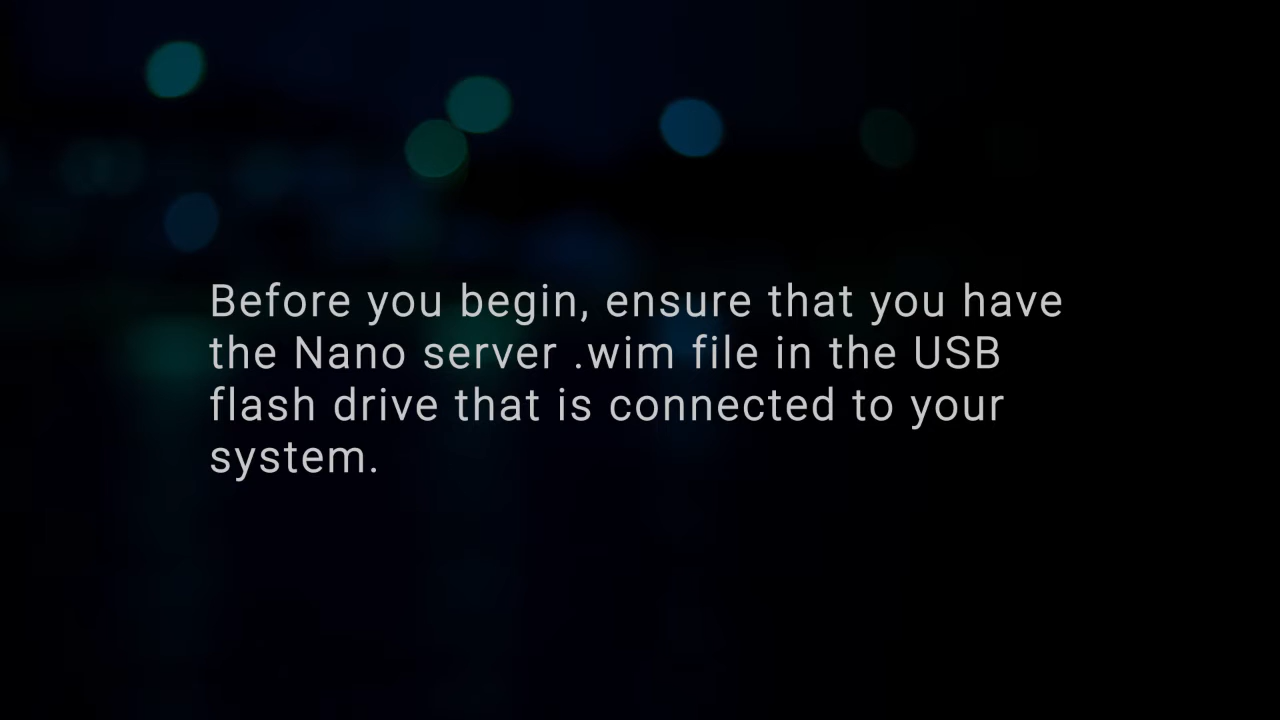 Before you begin, ensure that you have
the Nano server .wim file in the USB
flash drive that is connected to your
system.